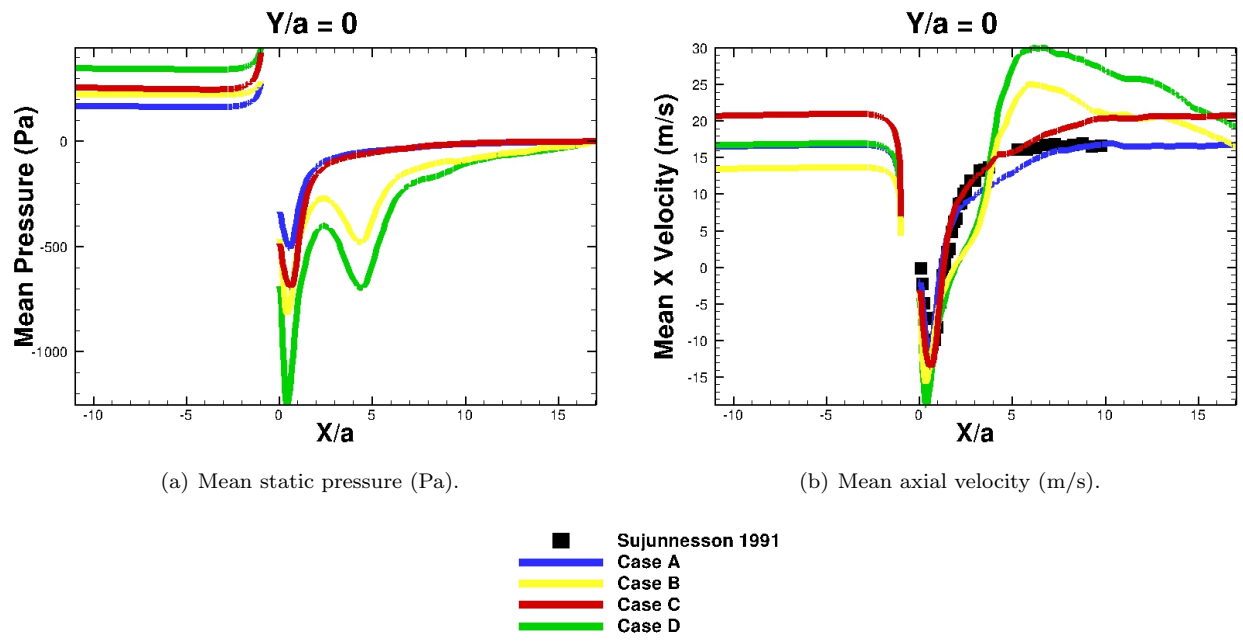 Y/a = 0
Mean Pressure (Pa)
0
-500
-1000
-10
-5
0
5
10
15
X/a
(a) Mean static pressure (Pa).
Y/a = 0
Mean X Velocity (m/s)
30
25
20
15
10
5
0
-5
-10
-15
-10
-5
0
5
10
15
X/a
(b) Mean axial velocity (m/s).
Sujunnesson 1991
Case A
Case B
Case C
Case D